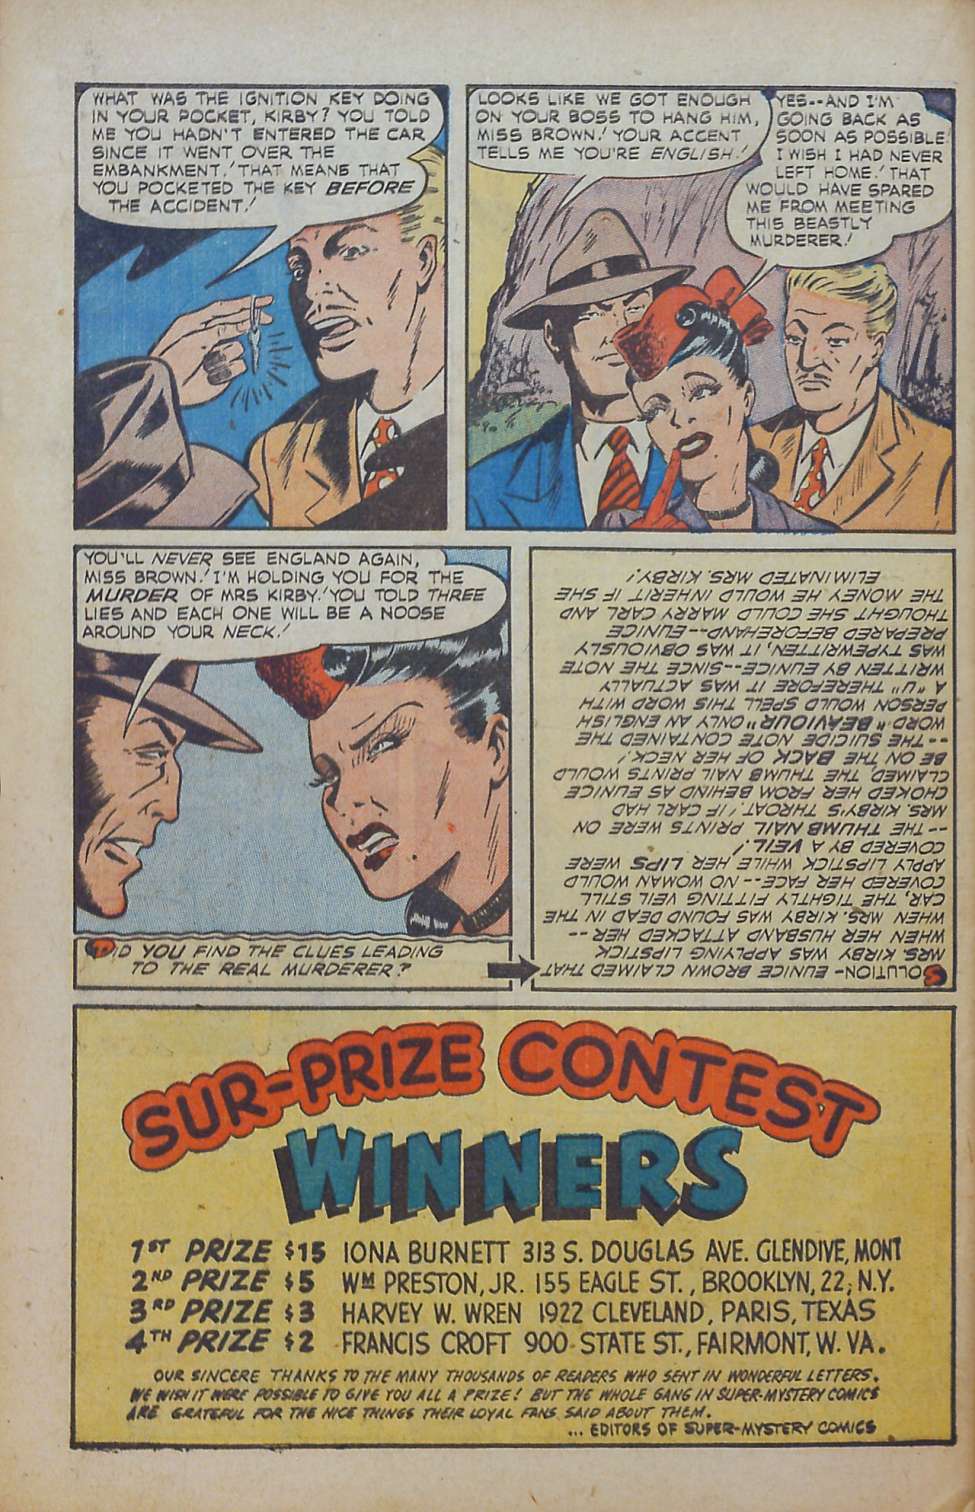 WHAT WAS THE IGNITION KEY DOING
IN YOUR POCKET, KIRBY? YOU TOLD
ME YOU HADN'T ENTERED THE CAR
SINCE IT WENT OVER THE
EMBANKMENT! THAT MEANS THAT
YOU POCKETED THE KEY BEFORE
THE ACCIDENT!
LOOKS LIKE WE GOT ENOUGH
ON YOUR BOSS TO HANG HIM,
MISS BROWN! YOUR ACCENT
TELLS ME YOU'RE ENGLISH!
YES--AND I'M
GOING BACK AS
SOON AS POSSIBLE!
I WISH I HAD NEVER
LEFT HOME! THAT
WOULD HAVE SPARED
ME FROM MEETING
THIS BEASTLY
MURDERER!
YOU'LL NEVER SEE ENGLAND AGAIN,
MISS BROWN! I'M HOLDING YOU FOR THE
MURDER OF MRS KIRBY! YOU TOLD THREE
LIES AND EACH ONE WILL BE A NOOSE
AROUND YOUR NECK!
DID YOU FIND THE CLUES LEADING
TO THE REAL MURDERER?
SOLUTION- EUNICE BROWN CLAIMED THAT
MRS. KIRBY WAS APPLYING LIPSTICK
WHEN HER HUSBAND ATTACKED HER --
WHEN MRS. KIRBY WAS FOUND DEAD IN THE
CAR, THE TIGHTLY FITTING VEIL STILL
COVERED HER FACE-- NO WOMAN WOULD
APPLY LIPSTICK WHILE HER LIPS WERE
COVERED BY A VEIL!
--THE THUMB NAIL PRINTS WERE ON
MRS. KIRBY'S THROAT! IF CARL HAD
CHOKED HER FROM BEHIND AS EUNICE
CLAIMED, THE THUMB NAIL PRINTS WOULD
BE ON THE BACK OF HER NECK!
--THE SUICIDE NOTE CONTAINED THE
WORD "BEAVIOUR" ONLY AN ENGLISH
PERSON WOULD SPELL THIS WORD WITH
A "U" THEREFORE IT WAS ACTUALLY
WRITTEN BY EUNICE--SINCE THE NOTE
WAS TYPEWRITTEN, IT WAS OBVIOUSLY
PREPARED BEFOREHAND--EUNICE
THOUGHT SHE COULD MARRY CARL AND
THE MONEY HE WOULD INHERIT IF SHE
ELIMINATED MRS. KIRBY!
SUR-PRIZE CONTEST
WINNERS
1ST PRIZE $15 IONA BURNETT 313 S. DOUGLAS AVE. GLENDIVE, MONT
2ND PRIZE $5 WM PRESTON, JR. 155 EAGLE ST., BROOKLYN, 22, N.Y.
3RD PRIZE $3 HARVEY W. WREN 1922 CLEVELAND, PARIS, TEXAS
4TH PRIZE $2 FRANCIS CROFT 900 STATE ST., FAIRMONT, W. VA.
OUR SINCERE THANKS TO THE MANY THOUSANDS OF READERS WHO SENT IN WONDERFUL LETTERS.
WE WISH IT WERE POSSIBLE TO GIVE YOU ALL A PRIZE! BUT THE WHOLE GANG IN SUPER-MYSTERY COMICS
ARE GRATEFUL FOR THE NICE THINGS THEIR LOYAL FANS SAID ABOUT THEM.
... EDITORS OF SUPER-MYSTERY COMICS